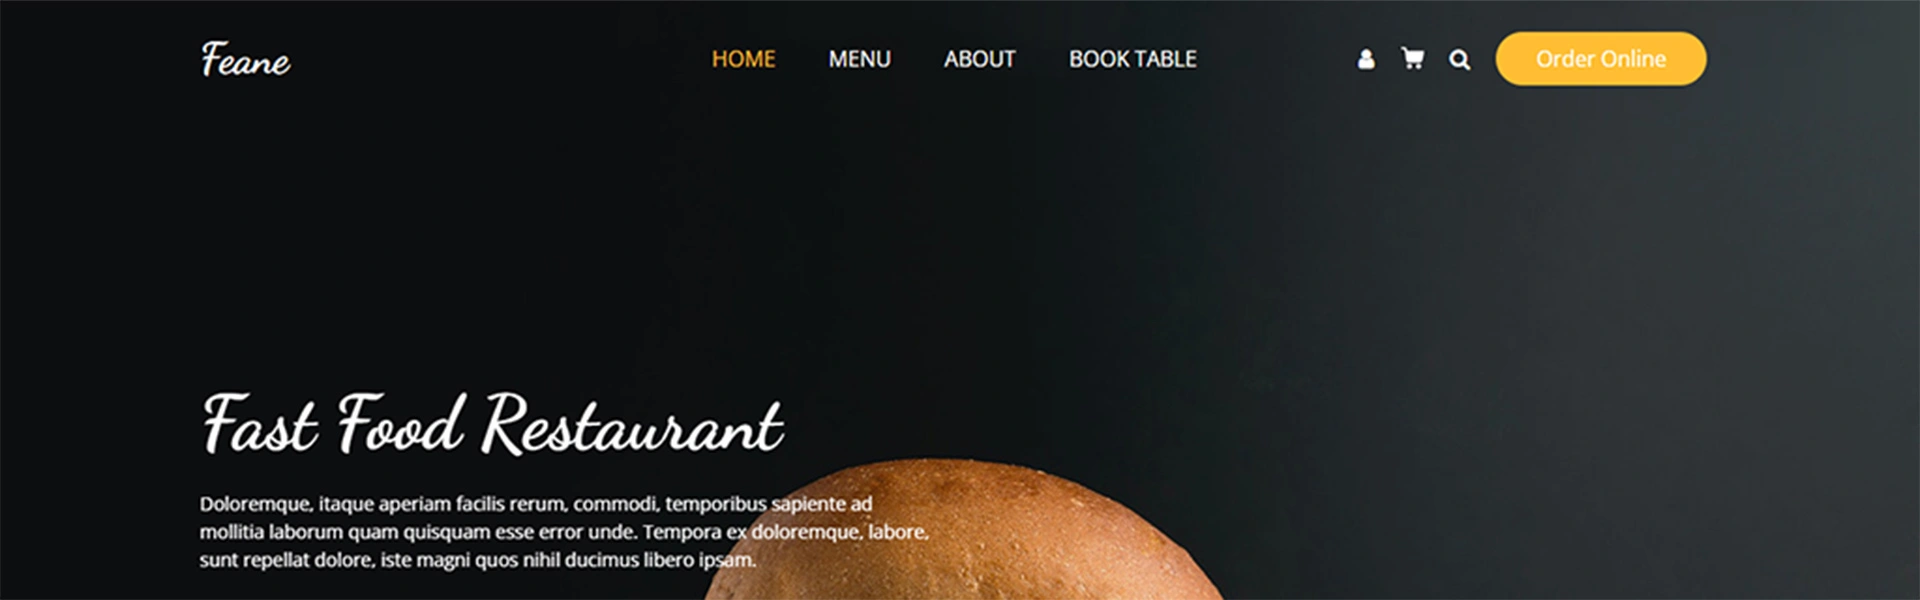 Feane
HOME MENU ABOUT BOOK TABLE
Order Online
Fast Food Restaurant
Doloremque, itaque aperiam facilis rerum, commodi, temporibus sapiente ad
mollitia laborum quam quisquam esse error unde. Tempora ex doloremque, labore,
sunt repellat dolore, iste magni quos nihil ducimus libero ipsam.